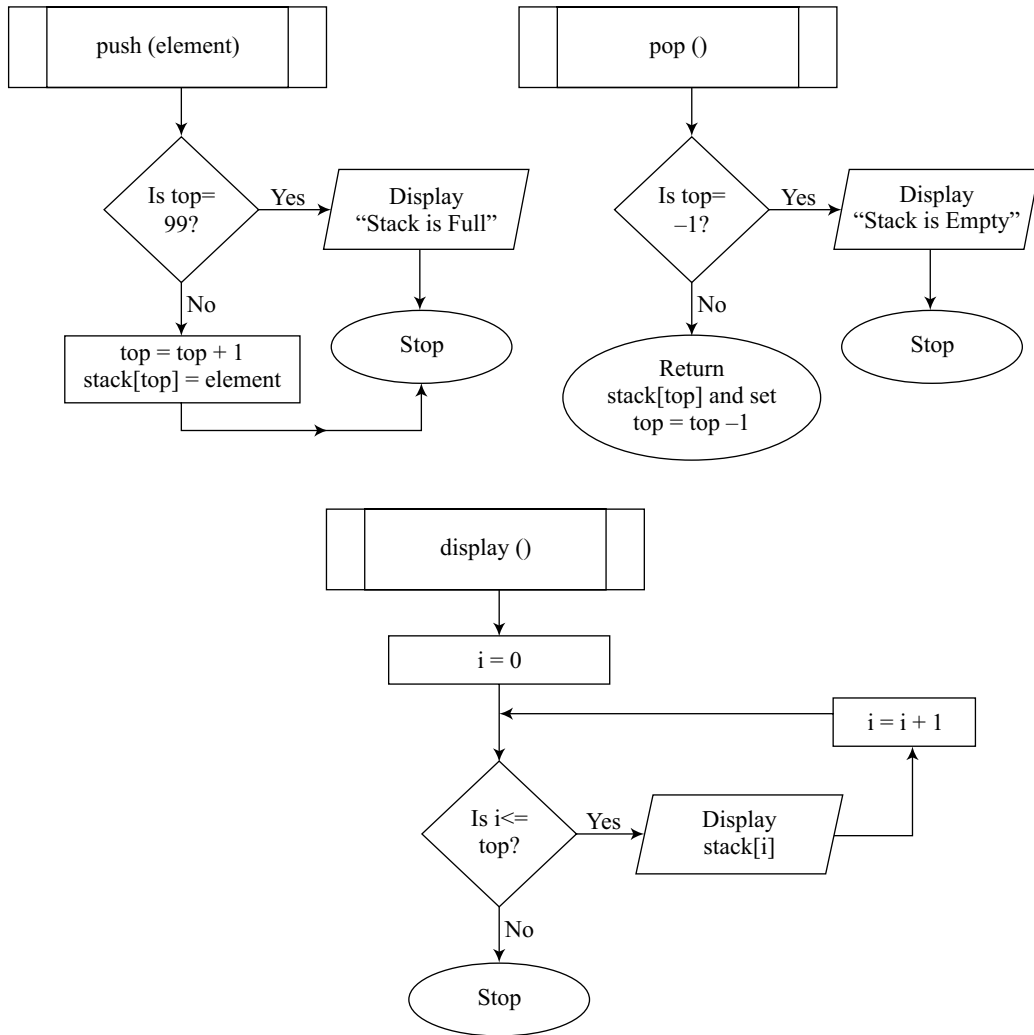 push (element)
Is top=
99?
Yes
Display
“Stack is Full”
No
top = top + 1
stack[top] = element
Stop
pop ()
Is top=
–1?
Yes
Display
“Stack is Empty”
Stop
No
Return
stack[top] and set
top = top –1
display ()
i = 0
i = i + 1
Is i<=
top?
Yes
Display
stack[i]
No
Stop